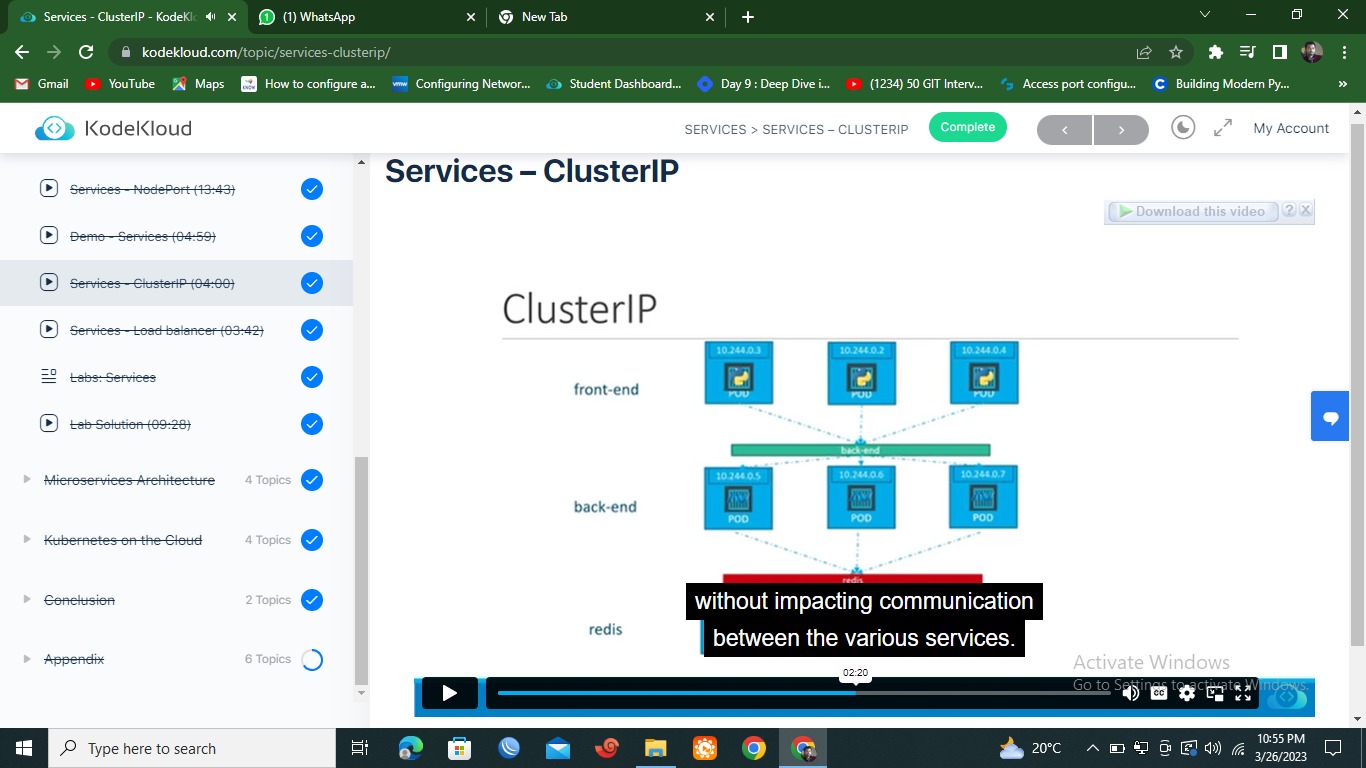 Services - ClusterIP - KodeKlo
(1) WhatsApp
New Tab
kodekloud.com/topic/services-clusterip/
Gmail
YouTube
Maps
How to configure a...
Configuring Networ...
Student Dashboard...
Day 9 : Deep Dive i...
(1234) 50 GIT Interv...
Access port configu...
Building Modern Py...
KodeKloud
SERVICES > SERVICES – CLUSTERIP
Complete
My Account
Services - NodePort (13:43)
Demo - Services (04:59)
Services - ClusterIP (04:00)
Services - Load balancer (03:42)
Labs: Services
Lab Solution (09:28)
Microservices Architecture
4 Topics
Kubernetes on the Cloud
4 Topics
Conclusion
2 Topics
Appendix
6 Topics
Services – ClusterIP
Download this video
ClusterIP
front-end
10.244.0.3
POD
10.244.0.2
POD
10.244.0.4
POD
back-end
back-end
10.244.0.5
POD
10.244.0.6
POD
10.244.0.7
POD
redis
redis
without impacting communication
between the various services.
02:20
CC
Activate Windows
Go to Settings to activate Windows.
Type here to search
20°C
10:55 PM
3/26/2023